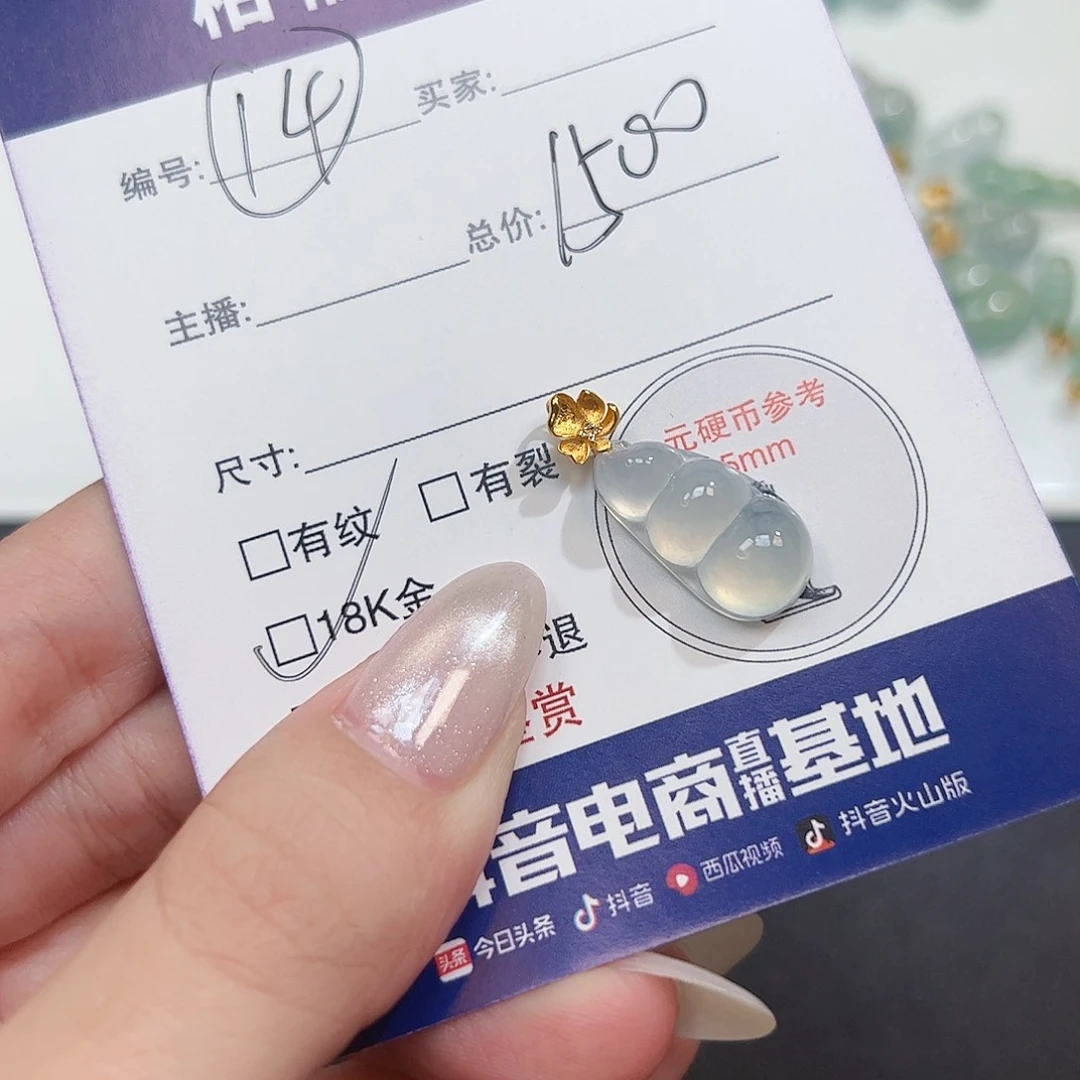 编号: 14 买家:
总价: 1500
主播:
尺寸:
元硬币参考
5mm
□有纹 □有裂
□18K金
退
赏
音电商直播基地
头条 今日头条 抖音 西瓜视频 抖音火山版